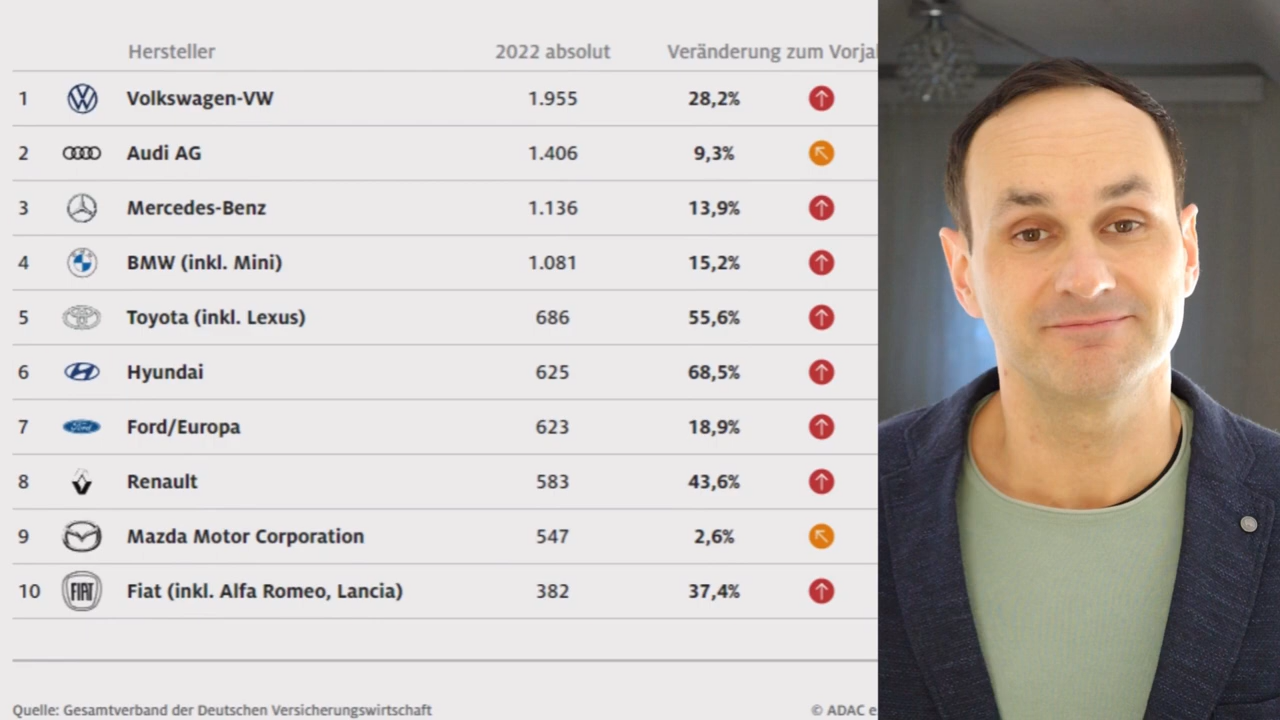 Hersteller 2022 absolut Veränderung zum Vorja
1 Volkswagen-VW 1.955 28,2%
2 Audi AG 1.406 9,3%
3 Mercedes-Benz 1.136 13,9%
4 BMW (inkl. Mini) 1.081 15,2%
5 Toyota (inkl. Lexus) 686 55,6%
6 Hyundai 625 68,5%
7 Ford Ford/Europa 623 18,9%
8 Renault 583 43,6%
9 Mazda Motor Corporation 547 2,6%
10 FIAT Fiat (inkl. Alfa Romeo, Lancia) 382 37,4%
Quelle: Gesamtverband der Deutschen Versicherungswirtschaft © ADAC e